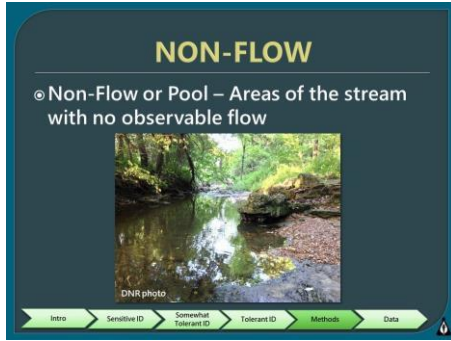 NON-FLOW
Non-Flow or Pool – Areas of the stream
with no observable flow
DNR photo
Intro
Sensitive ID
Somewhat
Tolerant ID
Tolerant ID
Methods
Data